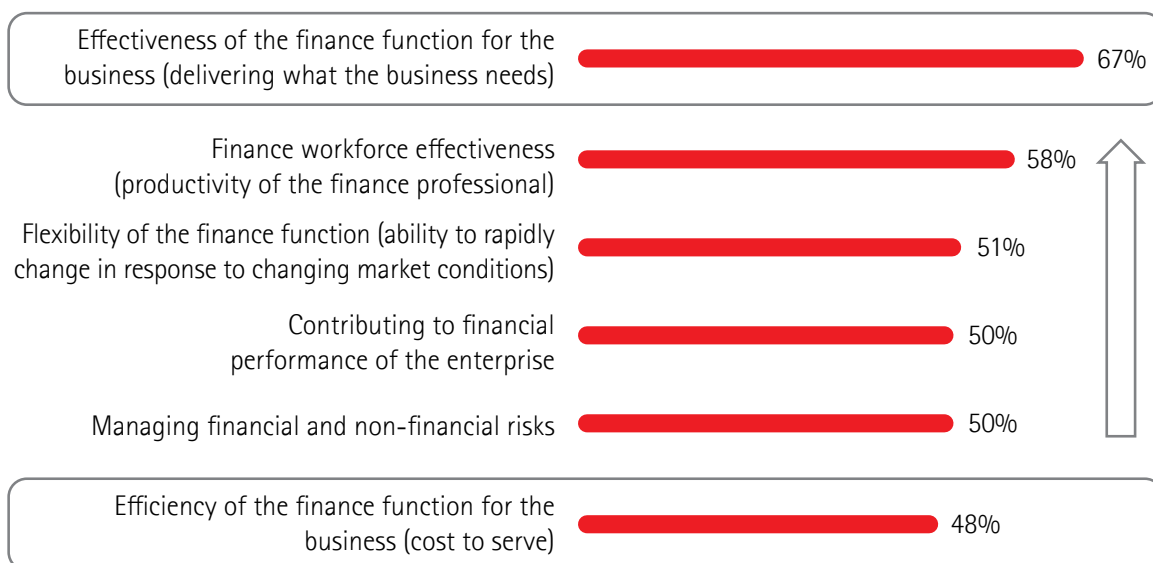 Effectiveness of the finance function for the
business (delivering what the business needs)
67%
Finance workforce effectiveness
(productivity of the finance professional)
58%
Flexibility of the finance function (ability to rapidly
change in response to changing market conditions)
51%
Contributing to financial
performance of the enterprise
50%
Managing financial and non-financial risks
50%
Efficiency of the finance function for the
business (cost to serve)
48%